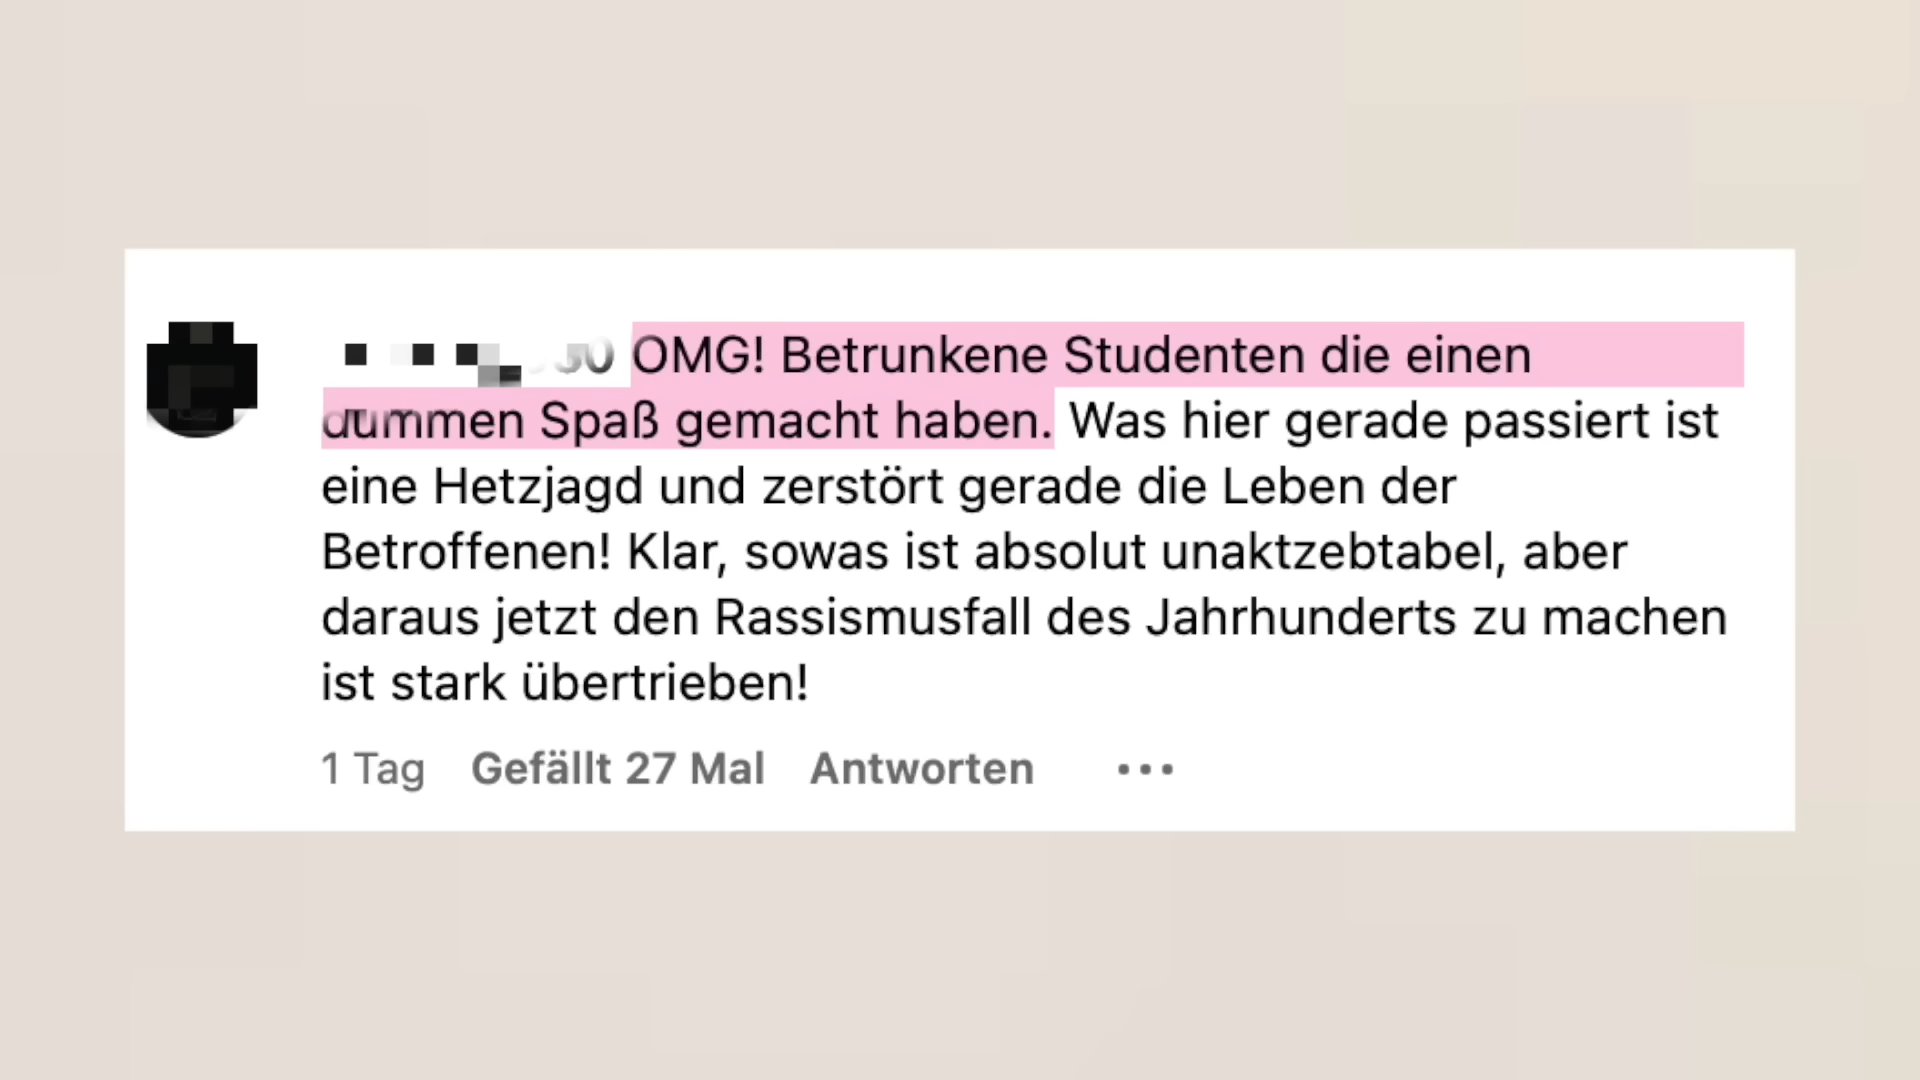 OMG! Betrunkene Studenten die einen
dummen Spaß gemacht haben. Was hier gerade passiert ist
eine Hetzjagd und zerstört gerade die Leben der
Betroffenen! Klar, sowas ist absolut unaktzebtabel, aber
daraus jetzt den Rassismusfall des Jahrhunderts zu machen
ist stark übertrieben!
1 Tag Gefällt 27 Mal Antworten ...